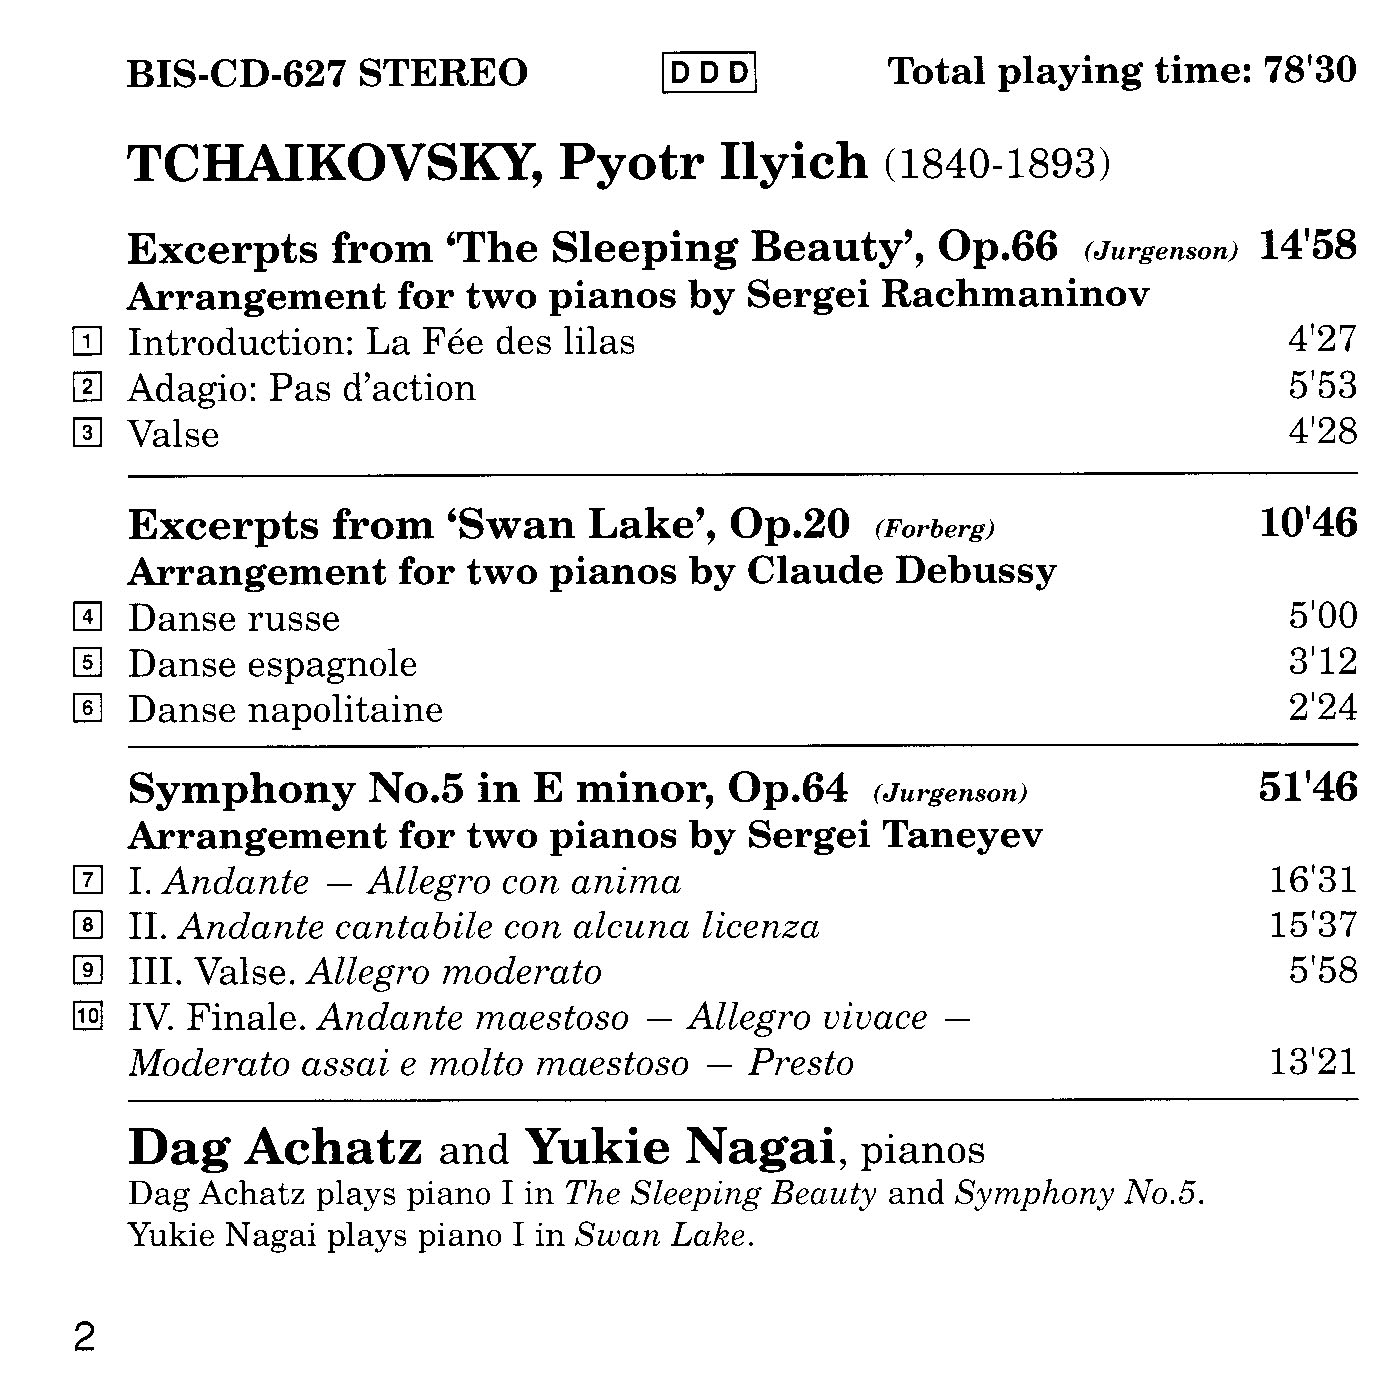 BIS-CD-627 STEREO DDD Total playing time: 78'30
TCHAIKOVSKY, Pyotr Ilyich (1840-1893)
Excerpts from ‘The Sleeping Beauty’, Op.66 (Jurgenson) 14'58
Arrangement for two pianos by Sergei Rachmaninov
1 Introduction: La Fée des lilas 4'27
2 Adagio: Pas d’action 5'53
3 Valse 4'28
Excerpts from ‘Swan Lake’, Op.20 (Forberg) 10'46
Arrangement for two pianos by Claude Debussy
4 Danse russe 5'00
5 Danse espagnole 3'12
6 Danse napolitaine 2'24
Symphony No.5 in E minor, Op.64 (Jurgenson) 51'46
Arrangement for two pianos by Sergei Taneyev
7 I. Andante — Allegro con anima 16'31
8 II. Andante cantabile con alcuna licenza 15'37
9 III. Valse. Allegro moderato 5'58
10 IV. Finale. Andante maestoso — Allegro vivace —
Moderato assai e molto maestoso — Presto 13'21
Dag Achatz and Yukie Nagai, pianos
Dag Achatz plays piano I in The Sleeping Beauty and Symphony No.5.
Yukie Nagai plays piano I in Swan Lake.
2